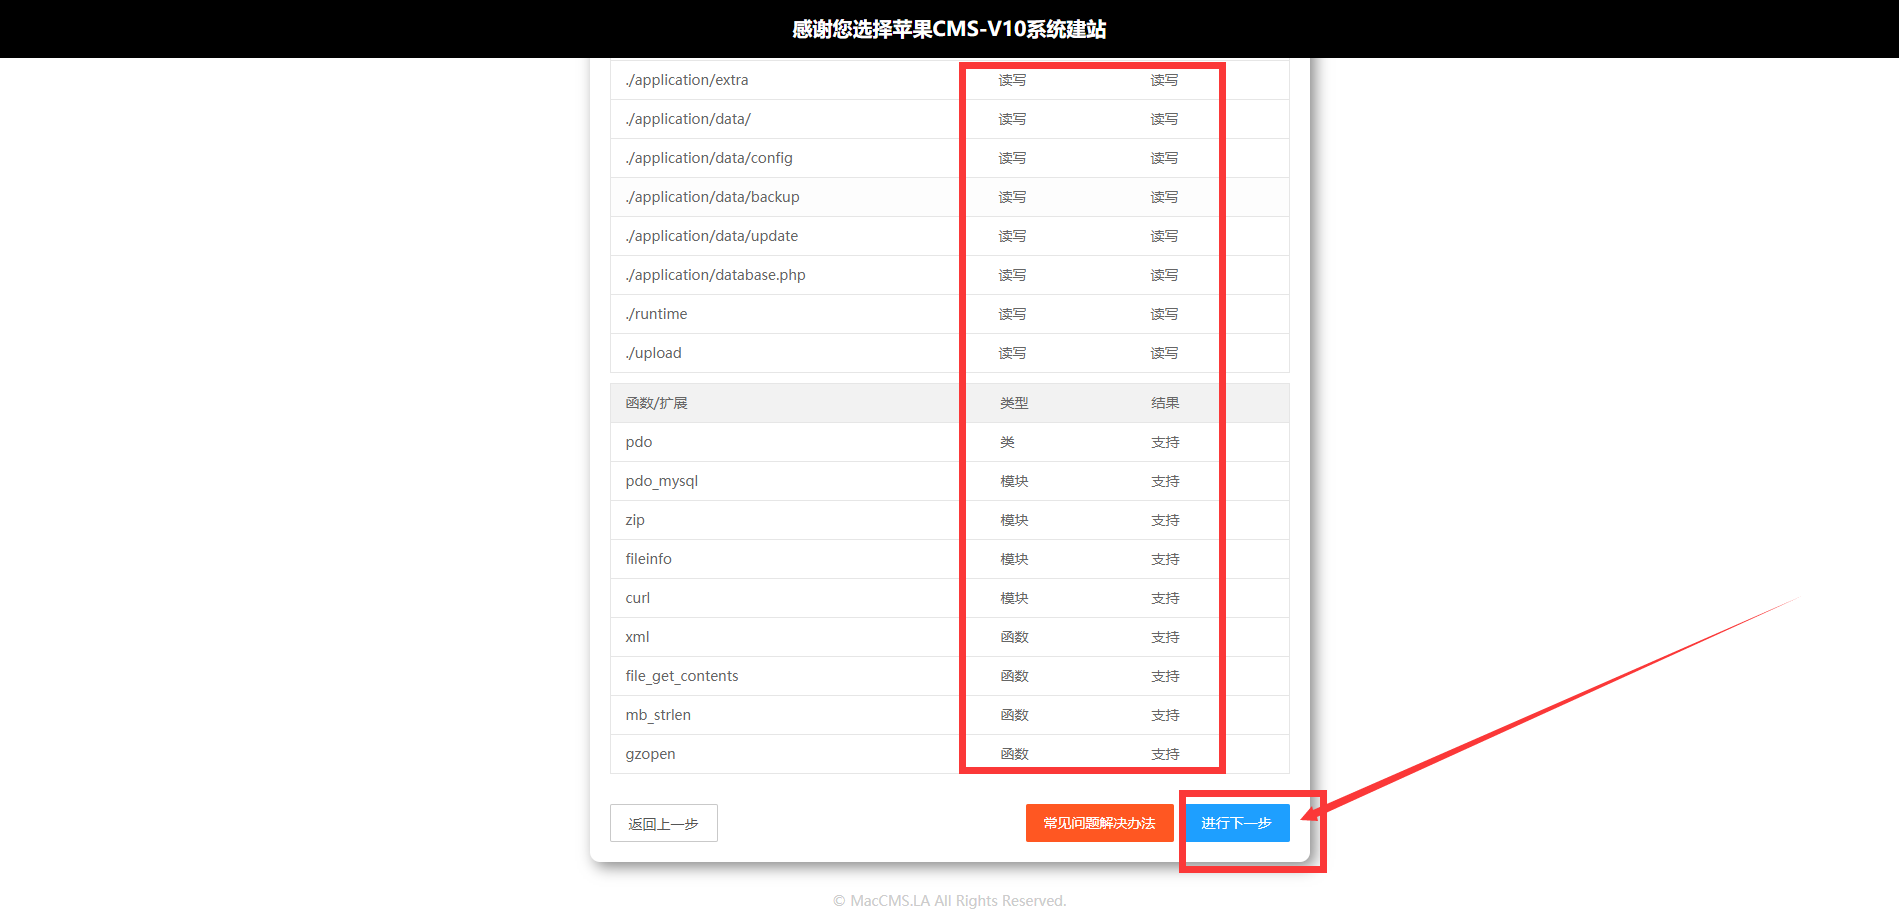 感谢您选择苹果CMS-V10系统建站
./application/extra 读写 读写
./application/data/ 读写 读写
./application/data/config 读写 读写
./application/data/backup 读写 读写
./application/data/update 读写 读写
./application/database.php 读写 读写
./runtime 读写 读写
./upload 读写 读写
函数/扩展 类型 结果
pdo 类 支持
pdo_mysql 模块 支持
zip 模块 支持
fileinfo 模块 支持
curl 模块 支持
xml 函数 支持
file_get_contents 函数 支持
mb_strlen 函数 支持
gzopen 函数 支持
返回上一步 常见问题解决办法 进行下一步
© MacCMS.LA All Rights Reserved.